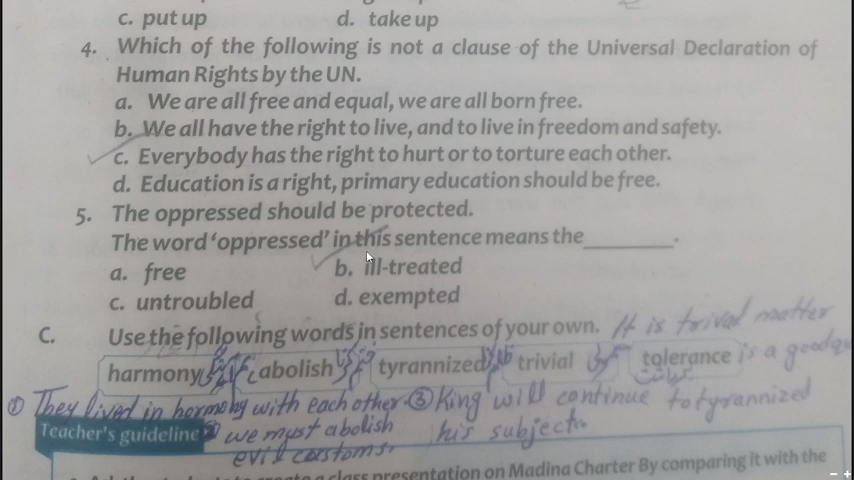 c. put up d. take up
4. Which of the following is not a clause of the Universal Declaration of
Human Rights by the UN.
a. We are all free and equal, we are all born free.
b. We all have the right to live, and to live in freedom and safety.
c. Everybody has the right to hurt or to torture each other.
d. Education is a right, primary education should be free.
5. The oppressed should be protected.
The word 'oppressed' in this sentence means the________.
a. free b. ill-treated
c. untroubled d. exempted
C. Use the following words in sentences of your own. It is trival matter
harmony abolish tyrannized trivial tolerance is a good
① They lived in hormony with each other ③ King will continue to tyrannized
Teacher's guideline ② we must abolish his subject.
evil customs.
class presentation on Madina Charter By comparing it with the